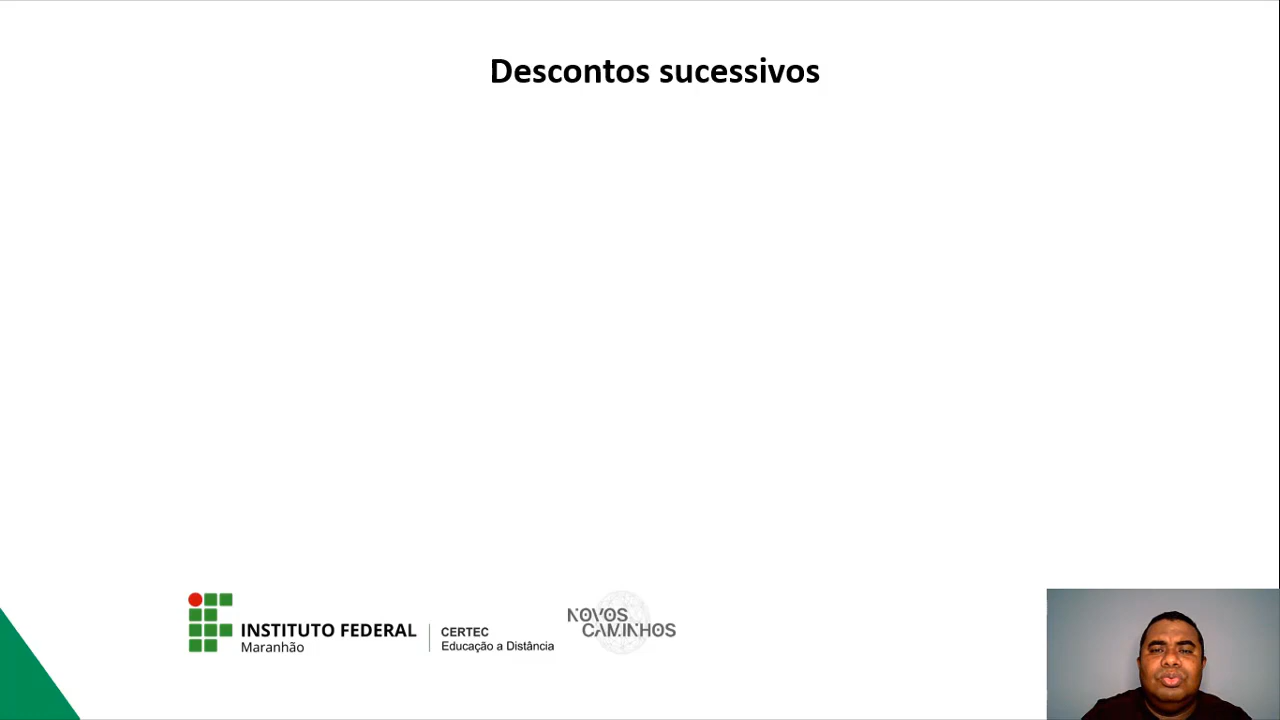 Descontos sucessivos
INSTITUTO FEDERAL
Maranhão
CERTEC
Educação a Distância
NOVOS
CAMINHOS